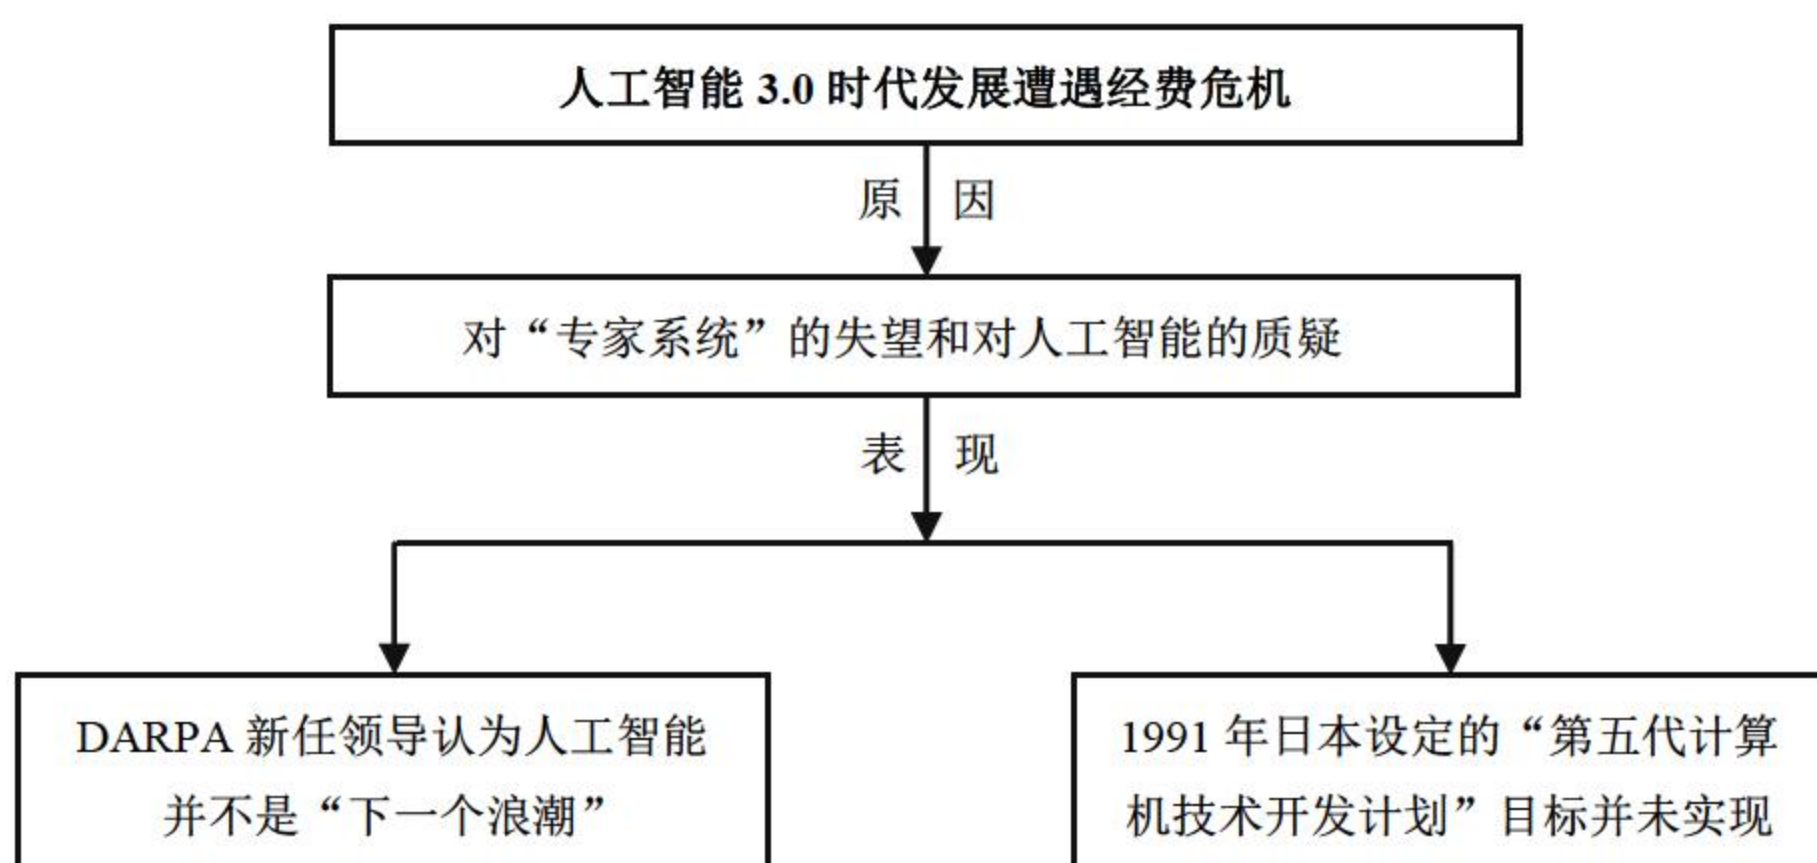 人工智能 3.0 时代发展遭遇经费危机
原 因
对“专家系统”的失望和对人工智能的质疑
表 现
DARPA 新任领导认为人工智能
并不是“下一个浪潮”
1991 年日本设定的“第五代计算
机技术开发计划”目标并未实现